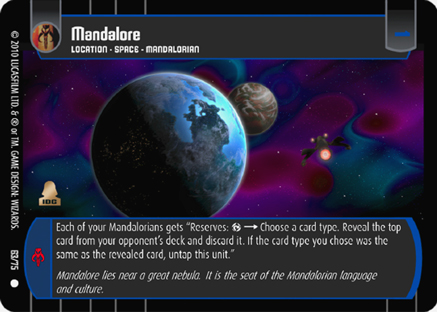 Mandalore
LOCATION · SPACE · MANDALORIAN
© 2010 LUCASFILM LTD. & ® or TM. GAME DESIGN: WIZARDS.
IDC
Each of your Mandalorians gets "Reserves: → Choose a card type. Reveal the top
card from your opponent's deck and discard it. If the card type you chose was the
same as the revealed card, untap this unit."
Mandalore lies near a great nebula. It is the seat of the Mandalorian language
and culture.